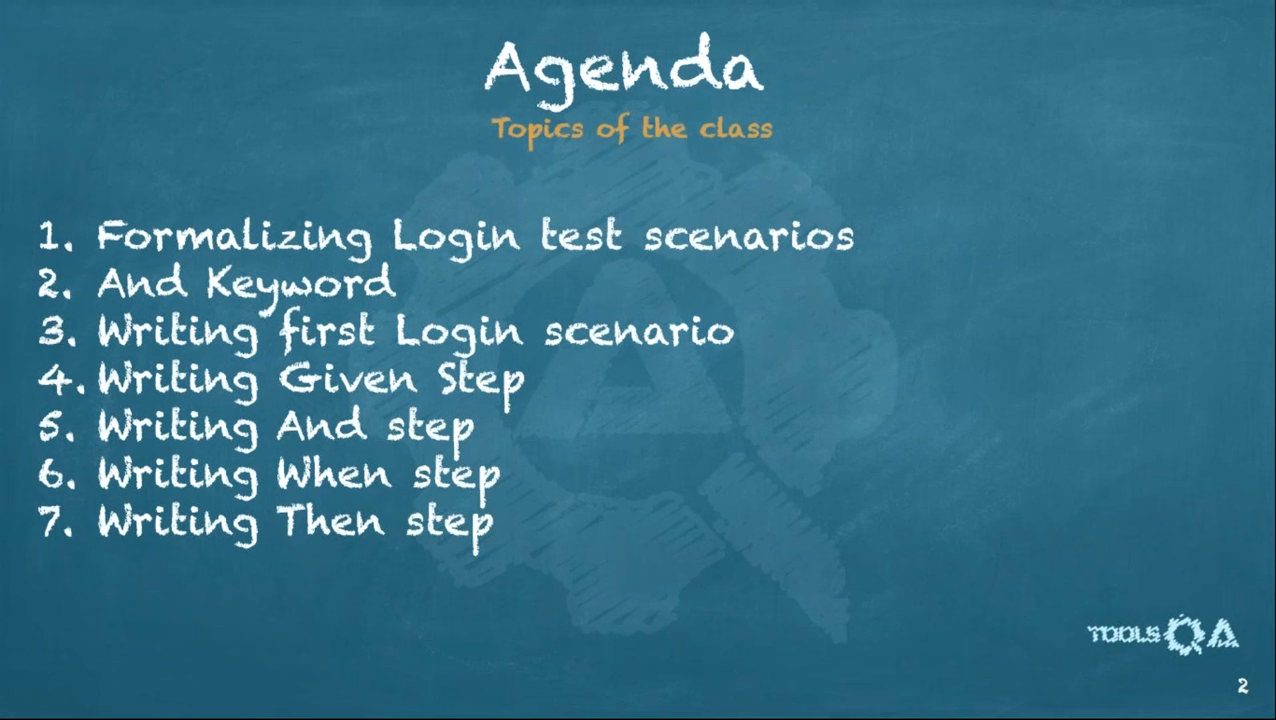 Agenda
Topics of the class
1. Formalizing Login test scenarios
2. And Keyword
3. Writing first Login scenario
4. Writing Given Step
5. Writing And step
6. Writing When step
7. Writing Then step
TOOLSQA
2